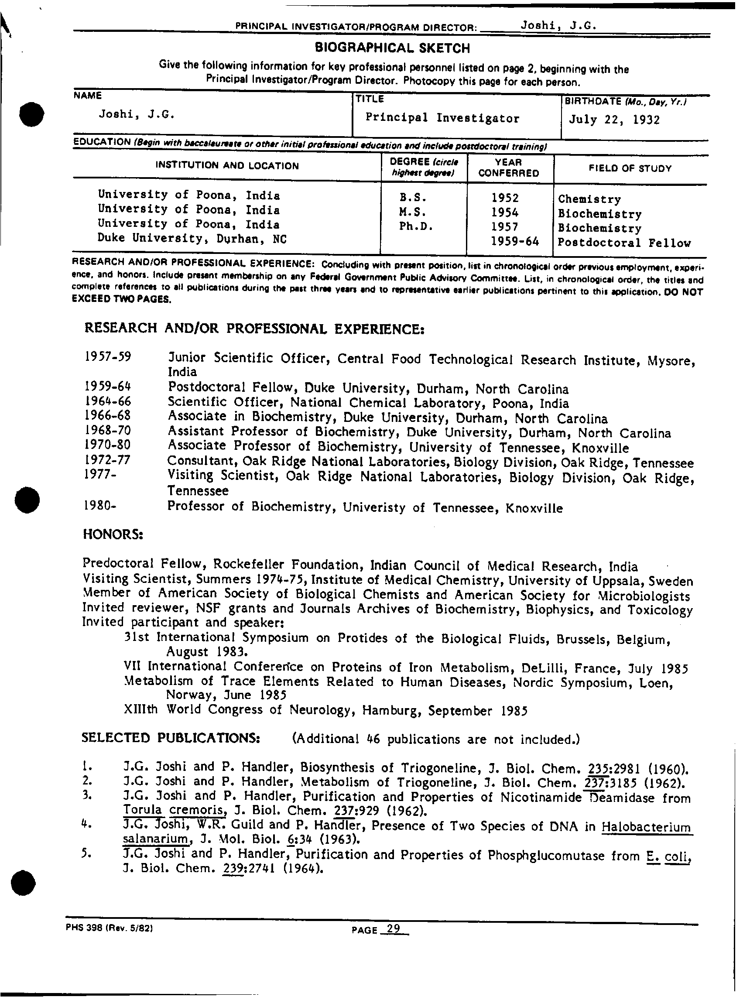 PRINCIPAL INVESTIGATOR/PROGRAM DIRECTOR: Joshi, J.G.
BIOGRAPHICAL SKETCH
Give the following information for key professional personnel listed on page 2, beginning with the
Principal Investigator/Program Director. Photocopy this page for each person.
NAME TITLE BIRTHDATE (Mo., Day, Yr.)
Joshi, J.G. Principal Investigator July 22, 1932
EDUCATION (Begin with baccalaureate or other initial professional education and include postdoctoral training)
INSTITUTION AND LOCATION DEGREE (circle highest degree) YEAR CONFERRED FIELD OF STUDY
University of Poona, India B.S. 1952 Chemistry
University of Poona, India M.S. 1954 Biochemistry
University of Poona, India Ph.D. 1957 Biochemistry
Duke University, Durhan, NC 1959-64 Postdoctoral Fellow
RESEARCH AND/OR PROFESSIONAL EXPERIENCE: Concluding with present position, list in chronological order previous employment, experi-
ence, and honors. Include present membership on any Federal Government Public Advisory Committee. List, in chronological order, the titles and
complete references to all publications during the past three years and to representative earlier publications pertinent to this application. DO NOT
EXCEED TWO PAGES.
RESEARCH AND/OR PROFESSIONAL EXPERIENCE:
1957-59 Junior Scientific Officer, Central Food Technological Research Institute, Mysore,
India
1959-64 Postdoctoral Fellow, Duke University, Durham, North Carolina
1964-66 Scientific Officer, National Chemical Laboratory, Poona, India
1966-68 Associate in Biochemistry, Duke University, Durham, North Carolina
1968-70 Assistant Professor of Biochemistry, Duke University, Durham, North Carolina
1970-80 Associate Professor of Biochemistry, University of Tennessee, Knoxville
1972-77 Consultant, Oak Ridge National Laboratories, Biology Division, Oak Ridge, Tennessee
1977- Visiting Scientist, Oak Ridge National Laboratories, Biology Division, Oak Ridge,
Tennessee
1980- Professor of Biochemistry, Univeristy of Tennessee, Knoxville
HONORS:
Predoctoral Fellow, Rockefeller Foundation, Indian Council of Medical Research, India
Visiting Scientist, Summers 1974-75, Institute of Medical Chemistry, University of Uppsala, Sweden
Member of American Society of Biological Chemists and American Society for Microbiologists
Invited reviewer, NSF grants and Journals Archives of Biochemistry, Biophysics, and Toxicology
Invited participant and speaker:
31st International Symposium on Protides of the Biological Fluids, Brussels, Belgium,
August 1983.
VII International Conference on Proteins of Iron Metabolism, DeLilli, France, July 1985
Metabolism of Trace Elements Related to Human Diseases, Nordic Symposium, Loen,
Norway, June 1985
XIIIth World Congress of Neurology, Hamburg, September 1985
SELECTED PUBLICATIONS: (Additional 46 publications are not included.)
1. J.G. Joshi and P. Handler, Biosynthesis of Triogoneline, J. Biol. Chem. 235:2981 (1960).
2. J.G. Joshi and P. Handler, Metabolism of Triogoneline, J. Biol. Chem. 237:3185 (1962).
3. J.G. Joshi and P. Handler, Purification and Properties of Nicotinamide Deamidase from
Torula cremoris, J. Biol. Chem. 237:929 (1962).
4. J.G. Joshi, W.R. Guild and P. Handler, Presence of Two Species of DNA in Halobacterium
salanarium, J. Mol. Biol. 6:34 (1963).
5. J.G. Joshi and P. Handler, Purification and Properties of Phosphglucomutase from E. coli,
J. Biol. Chem. 239:2741 (1964).
PHS 398 (Rev. 5/82) PAGE 29